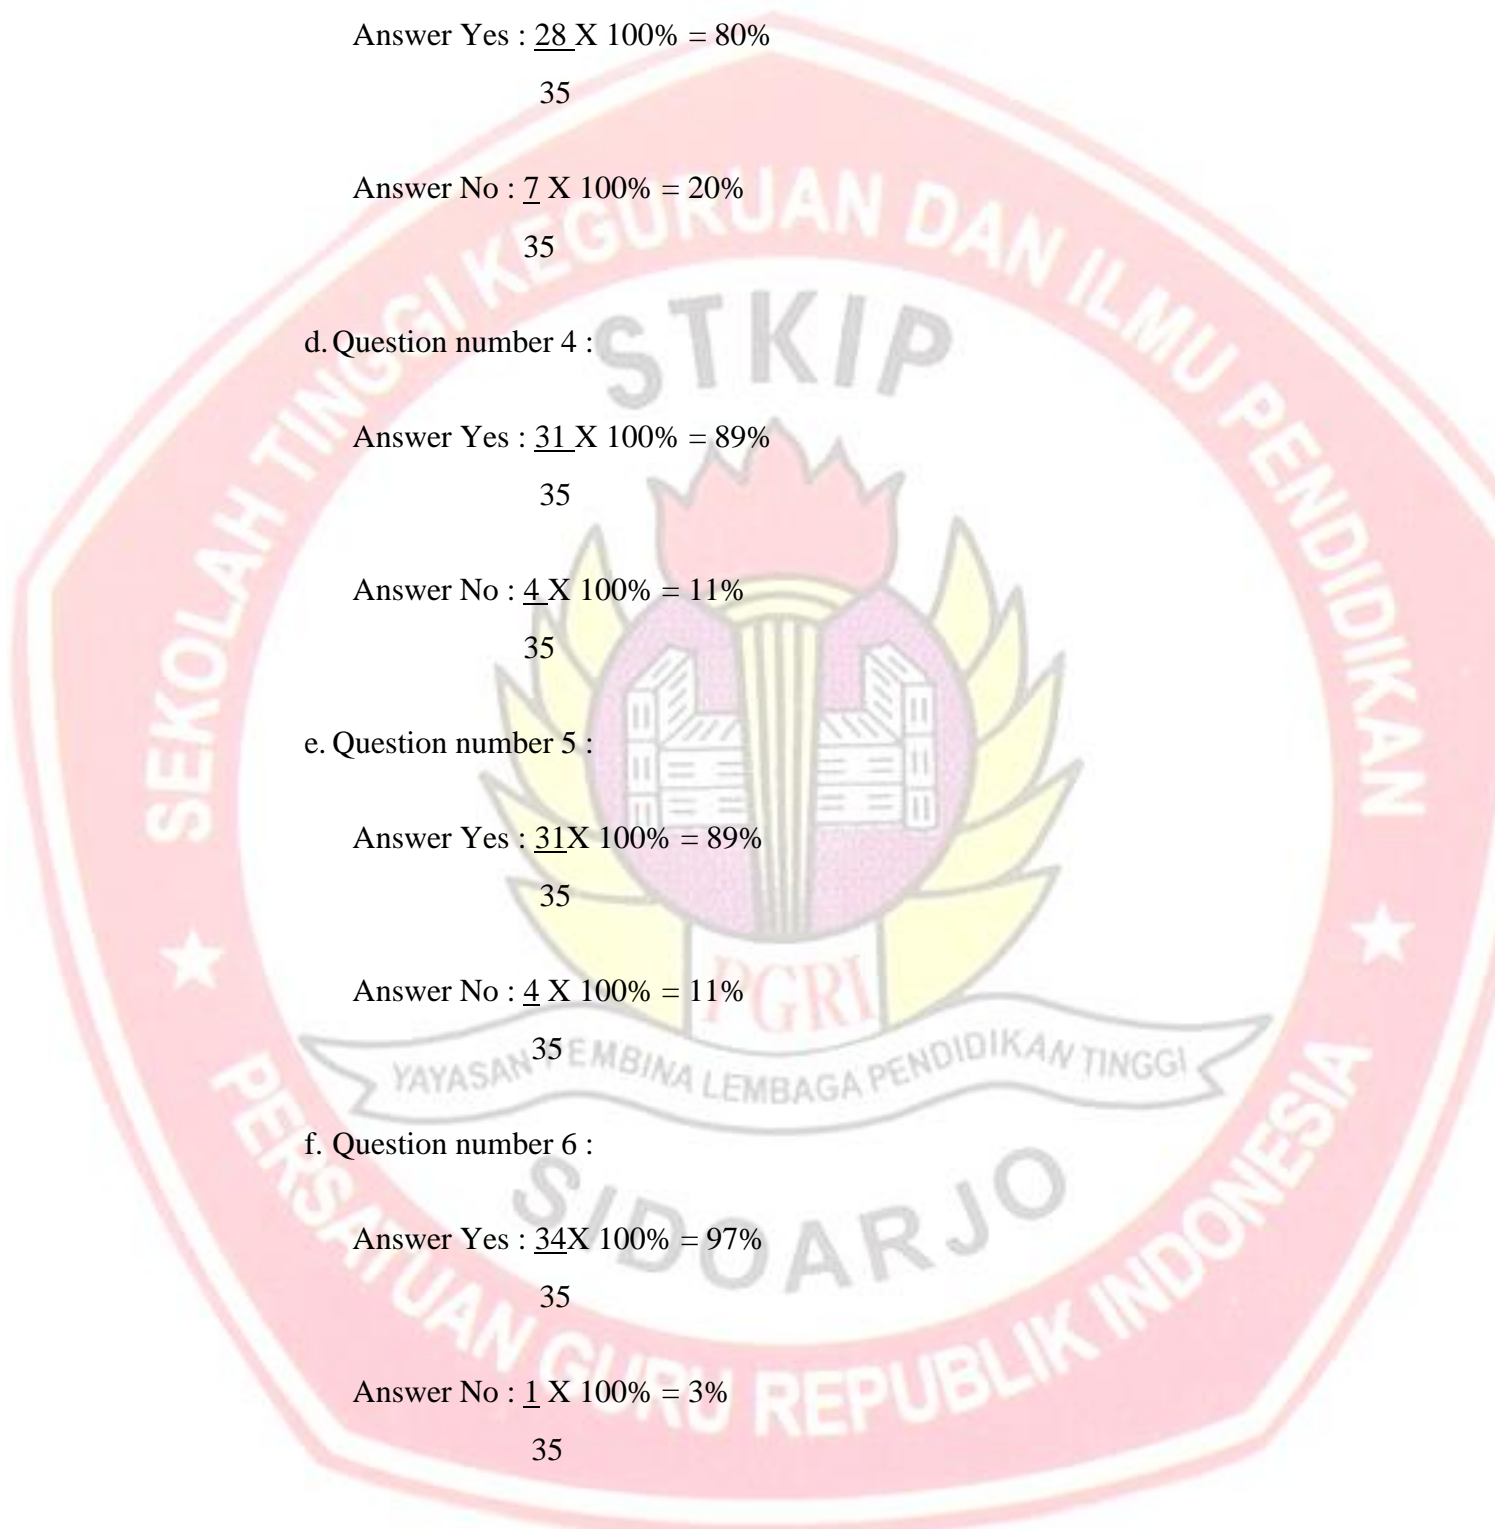 Answer Yes : 28 X 100% = 80%
35
Answer No : 7 X 100% = 20%
35
d. Question number 4 :
Answer Yes : 31 X 100% = 89%
35
Answer No : 4 X 100% = 11%
35
e. Question number 5 :
Answer Yes : 31X 100% = 89%
35
Answer No : 4 X 100% = 11%
35
f. Question number 6 :
Answer Yes : 34X 100% = 97%
35
Answer No : 1 X 100% = 3%
35
SEKOLAH TINGGI KEGURUAN DAN ILMU PENDIDIKAN
STKIP
PGRI
YAYASAN PEMBINA LEMBAGA PENDIDIKAN TINGGI
SIDOARJO
PERSATUAN GURU REPUBLIK INDONESIA